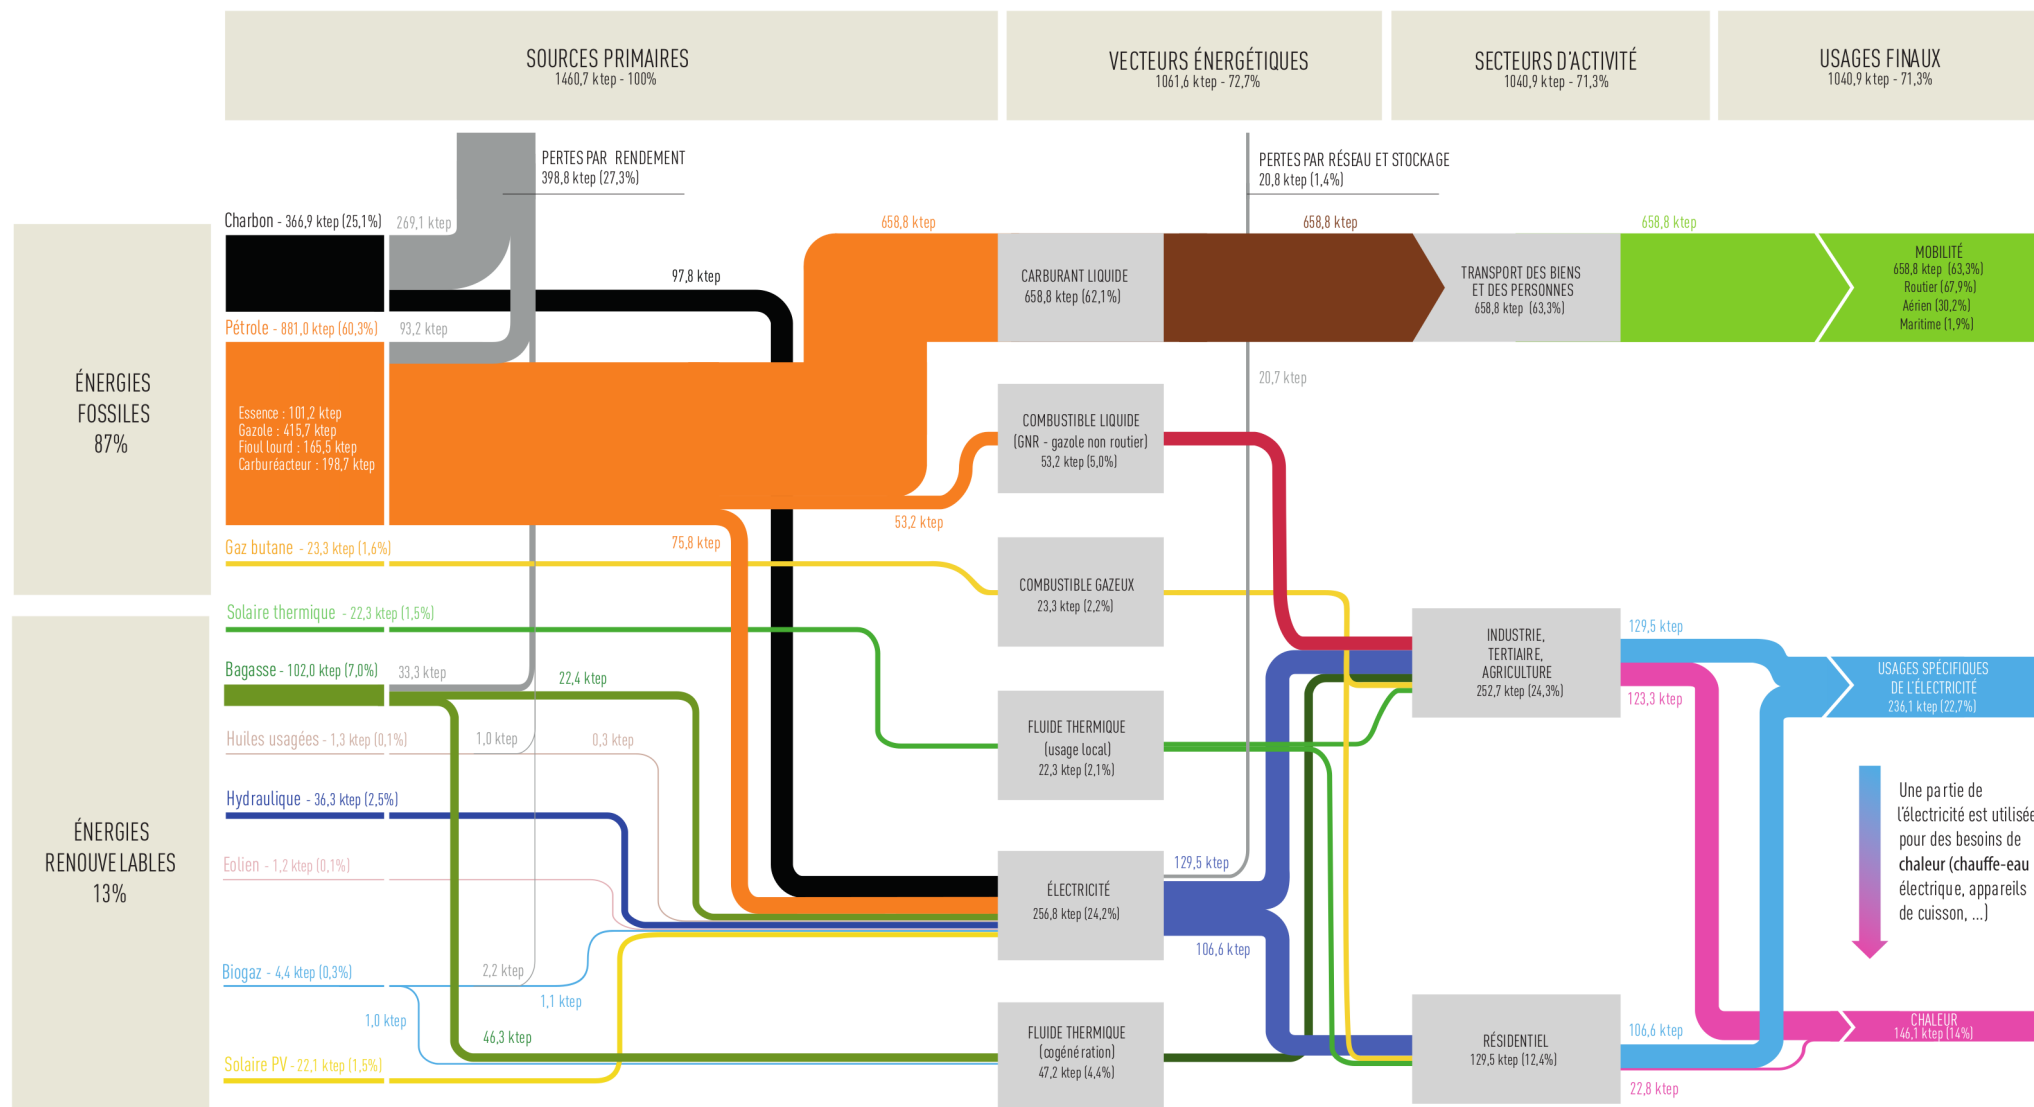 SOURCES PRIMAIRES
1460,7 ktep - 100%
VECTEURS ÉNERGÉTIQUES
1061,6 ktep - 72,7%
SECTEURS D'ACTIVITÉ
1040,9 ktep - 71,3%
USAGES FINAUX
1040,9 ktep - 71,3%
PERTES PAR RENDEMENT
398,8 ktep (27,3%)
PERTES PAR RÉSEAU ET STOCKAGE
20,8 ktep (1,4%)
ÉNERGIES
FOSSILES
87%
Charbon - 366,9 ktep (25,1%)
269,1 ktep
97,8 ktep
Pétrole - 881,0 ktep (60,3%)
93,2 ktep
Essence : 101,2 ktep
Gazole : 415,7 ktep
Fioul lourd : 165,5 ktep
Carburéacteur : 198,7 ktep
658,8 ktep
53,2 ktep
75,8 ktep
Gaz butane - 23,3 ktep (1,6%)
ÉNERGIES
RENOUVE LABLES
13%
Solaire thermique - 22,3 ktep (1,5%)
Bagasse - 102,0 ktep (7,0%)
33,3 ktep
22,4 ktep
Huiles usagées - 1,3 ktep (0,1%)
1,0 ktep
0,3 ktep
Hydraulique - 36,3 ktep (2,5%)
Eolien - 1,2 ktep (0,1%)
Biogaz - 4,4 ktep (0,3%)
2,2 ktep
1,1 ktep
1,0 ktep
46,3 ktep
Solaire PV - 22,1 ktep (1,5%)
CARBURANT LIQUIDE
658,8 ktep (62,1%)
COMBUSTIBLE LIQUIDE
(GNR - gazole non routier)
53,2 ktep (5,0%)
COMBUSTIBLE GAZEUX
23,3 ktep (2,2%)
FLUIDE THERMIQUE
(usage local)
22,3 ktep (2,1%)
ÉLECTRICITÉ
256,8 ktep (24,2%)
FLUIDE THERMIQUE
(cogéné ration)
47,2 ktep (4,4%)
658,8 ktep
20,7 ktep
129,5 ktep
106,6 ktep
TRANSPORT DES BIENS
ET DES PERSONNES
658,8 ktep (63,3%)
INDUSTRIE,
TERTIAIRE,
AGRICULTURE
252,7 ktep (24,3%)
RÉSIDENTIEL
129,5 ktep (12,4%)
658,8 ktep
129,5 ktep
123,3 ktep
106,6 ktep
22,8 ktep
MOBILITÉ
658,8 ktep (63,3%)
Routier (67,9%)
Aérien (30,2%)
Maritime (1,9%)
USAGES SPÉCIFIQUES
DE L'ÉLECTRICITÉ
236,1 ktep (22,7%)
Une partie de
l'électricité est utilisée
pour des besoins de
chaleur (chauffe-eau
électrique, appareils
de cuisson, ...)
CHALEUR
146,1 ktep (14%)